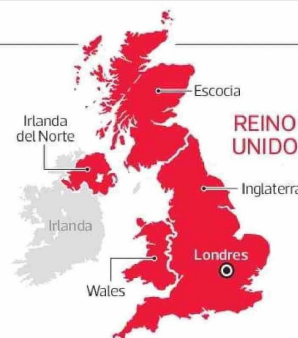 Escocia
Irlanda
del Norte
REINO
UNIDO
Inglaterra
Irlanda
Londres
Wales